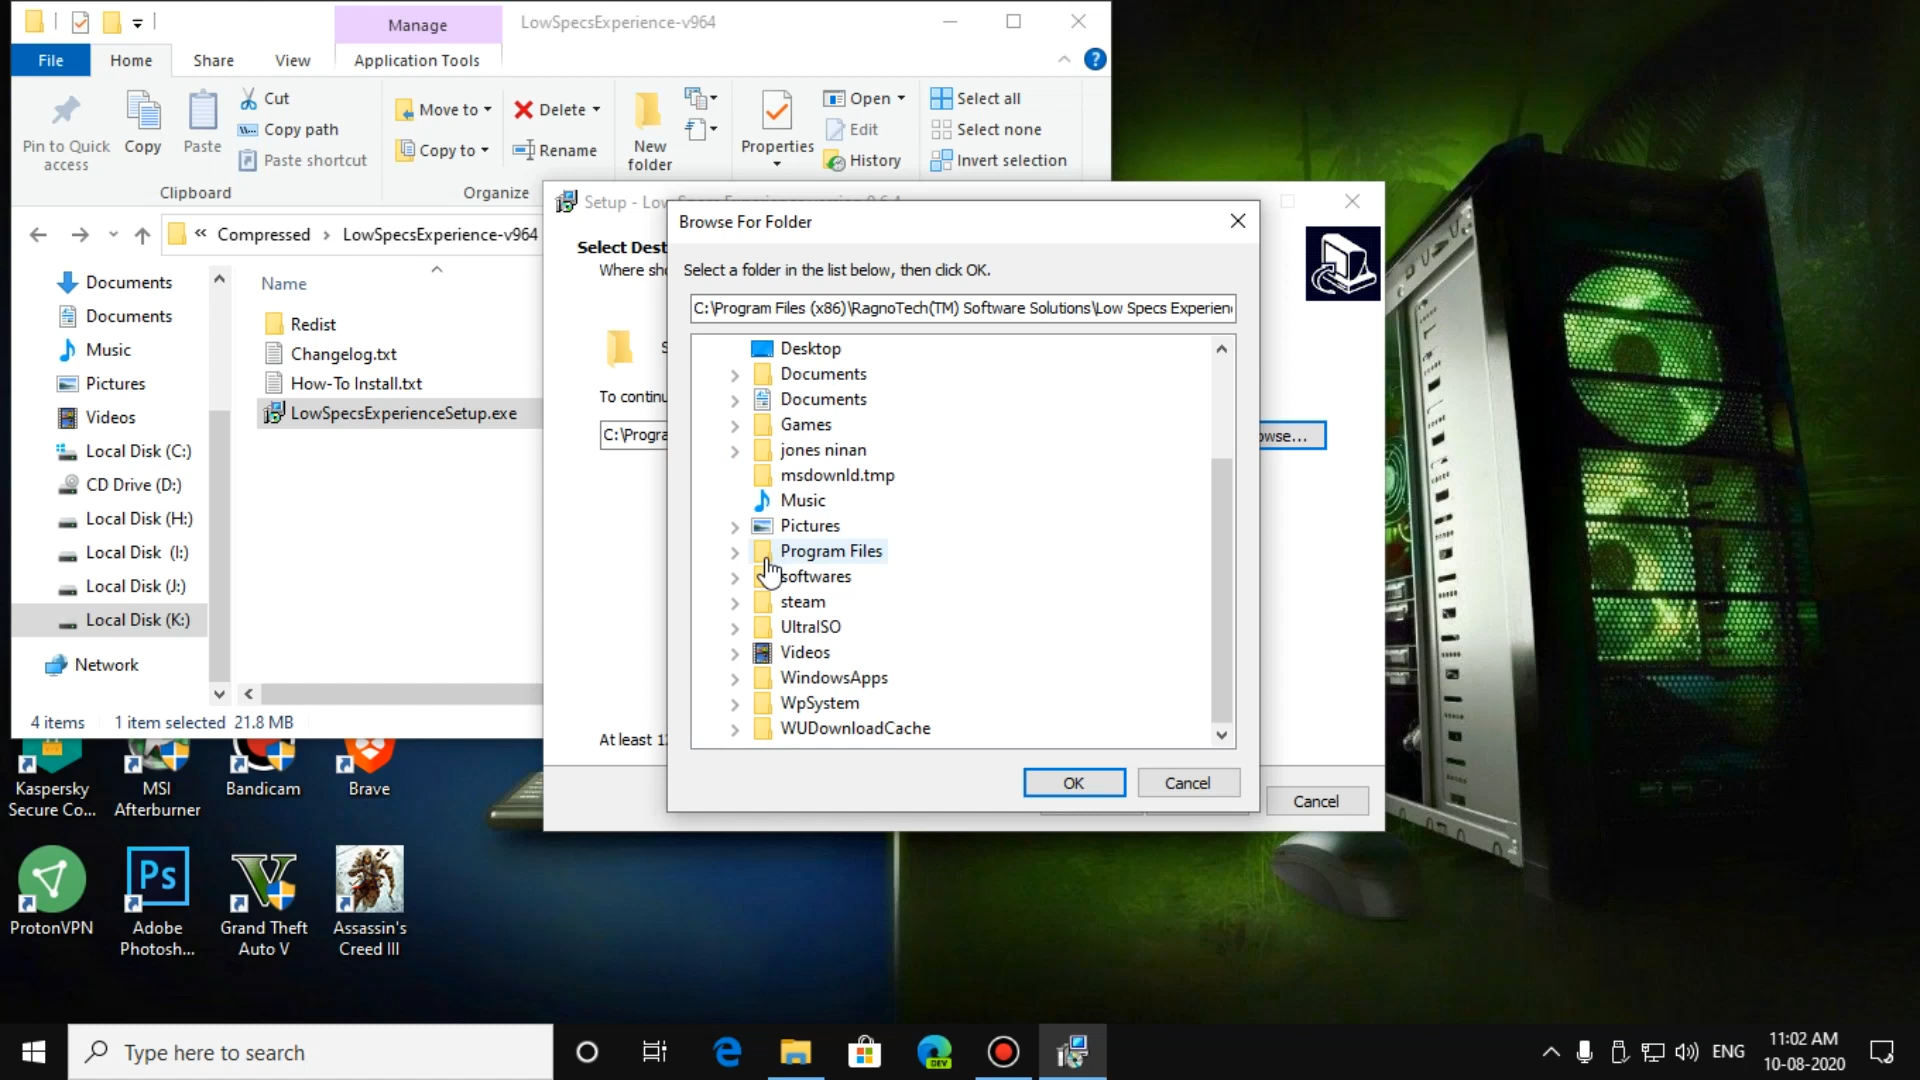 Manage
LowSpecsExperience-v964
File
Home
Share
View
Application Tools
Pin to Quick
access
Copy
Paste
Cut
Copy path
Paste shortcut
Clipboard
Move to
Copy to
Delete
Rename
Organize
New
folder
Properties
Open
Edit
History
Select all
Select none
Invert selection
« Compressed › LowSpecsExperience-v964
Documents
Documents
Music
Pictures
Videos
Local Disk (C:)
CD Drive (D:)
Local Disk (H:)
Local Disk (I:)
Local Disk (J:)
Local Disk (K:)
Network
Name
Redist
Changelog.txt
How-To Install.txt
LowSpecsExperienceSetup.exe
4 items
1 item selected 21.8 MB
Setup -
Select
Where
To
C:\
At least
Cancel
Browse For Folder
Select a folder in the list below, then click OK.
C:\Program Files (x86)\RagnoTech(TM) Software Solutions\Low Specs
Desktop
Documents
Documents
Games
jones ninan
msdownld.tmp
Music
Pictures
Program Files
softwares
steam
UltraISO
Videos
WindowsApps
WpSystem
WUDownloadCache
OK
Cancel
Kaspersky
Secure Co...
MSI
Afterburner
Bandicam
Brave
ProtonVPN
Ps
Adobe
Photosh...
Grand Theft
Auto V
Assassin's
Creed III
Type here to search
DEV
ENG
11:02 AM
10-08-2020